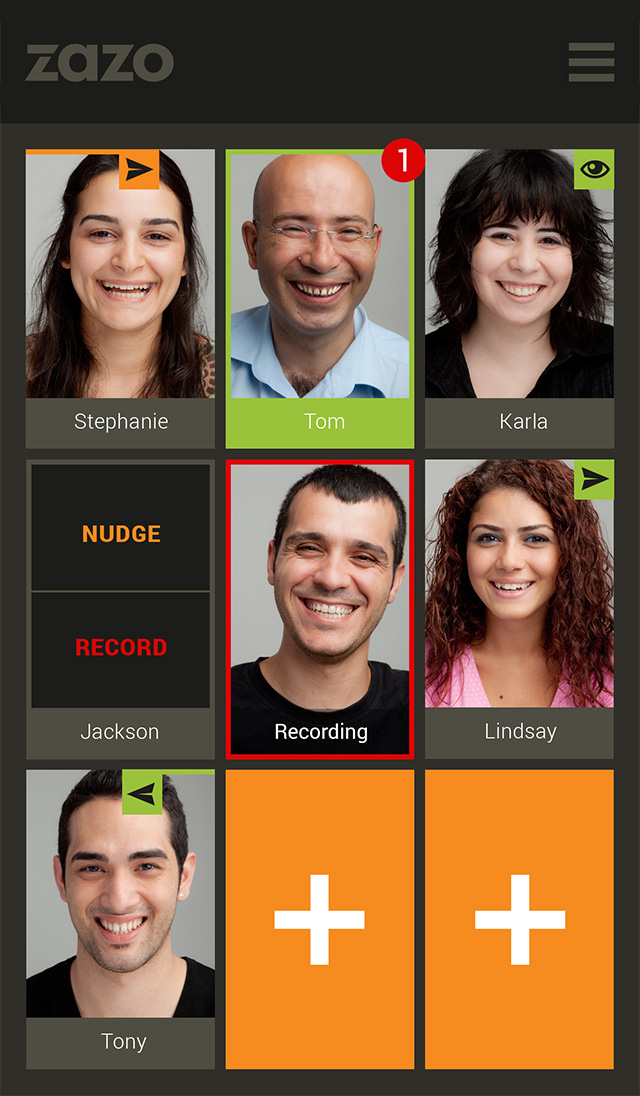 zazo
1
Stephanie
Tom
Karla
NUDGE
RECORD
Jackson
Recording
Lindsay
Tony